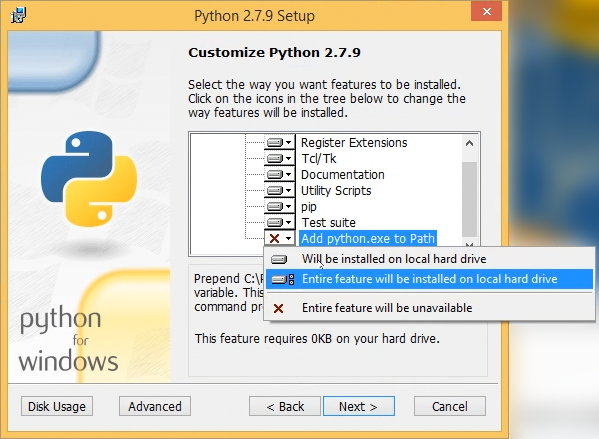 Python 2.7.9 Setup
Customize Python 2.7.9
Select the way you want features to be installed.
Click on the icons in the tree below to change the
way features will be installed.
Register Extensions
Tcl/Tk
Documentation
Utility Scripts
pip
Test suite
Add python.exe to Path
Will be installed on local hard drive
Entire feature will be installed on local hard drive
Entire feature will be unavailable
Prepend C:\
variable. This
command
This feature requires 0KB on your hard drive.
python
for
windows
Disk Usage
Advanced
< Back
Next >
Cancel